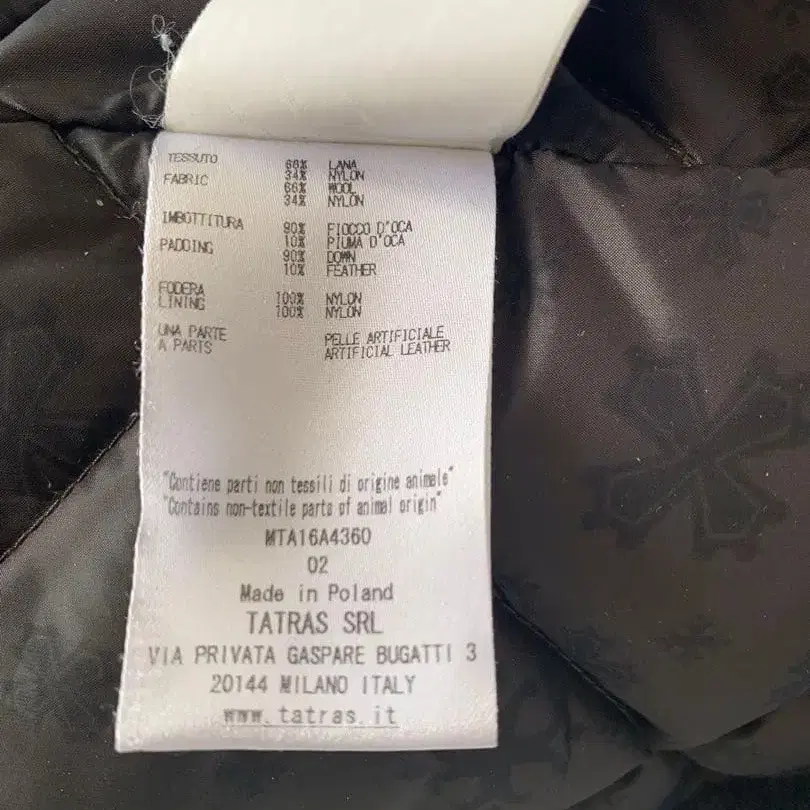 TESSUTO 66% LANA
34% NYLON
FABRIC 66% WOOL
34% NYLON
IMBOTTITURA 90% FIOCCO D'OCA
10% PIUMA D'OCA
PADDING 90% DOWN
10% FEATHER
FODERA 100% NYLON
LINING 100% NYLON
UNA PARTE PELLE ARTIFICIALE
A PARTS ARTIFICIAL LEATHER
"Contiene parti non tessili di origine animale"
"Contains non-textile parts of animal origin"
MTA16A4360
02
Made in Poland
TATRAS SRL
VIA PRIVATA GASPARE BUGATTI 3
20144 MILANO ITALY
www.tatras.it